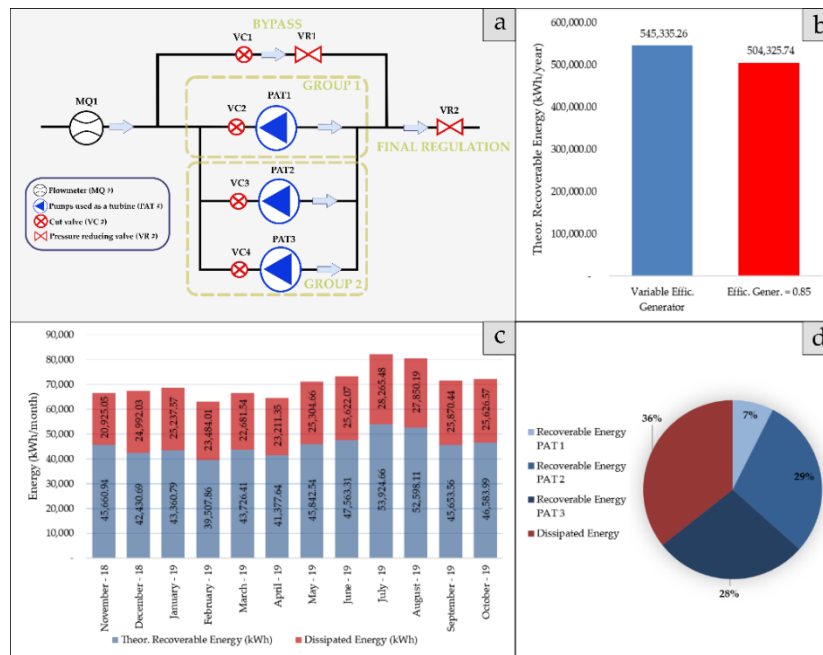 a
BYPASS
VC1
VR1
GROUP 1
MQ1
VC2
PAT1
VR2
FINAL REGULATION
PAT2
VC3
PAT3
VC4
GROUP 2
Flowmeter (MQ
Pumps used as a turbine (PAT
Cut valve (VC
Pressure reducing valve (VR
b
Theor. Recoverable Energy (kWh/year)
600,000.00
500,000.00
400,000.00
300,000.00
200,000.00
100,000.00
-
545,335.26
504,325.74
Variable Effic.
Generator
Effic. Gener. = 0.85
c
Energy (kWh/month)
90,000
80,000
70,000
60,000
50,000
40,000
30,000
20,000
10,000
-
20,925.05
24,992.03
25,237.57
23,484.01
22,681.54
23,211.35
25,304.66
25,622.07
28,265.48
27,850.19
25,870.44
25,626.57
45,660.94
42,430.69
43,360.79
39,507.86
43,726.41
41,377.64
45,842.54
47,563.31
53,924.66
52,598.11
45,653.56
46,583.99
November - 18
December - 18
January - 19
February - 19
March - 19
April - 19
May - 19
June - 19
July - 19
August - 19
September - 19
October - 19
Theor. Recoverable Energy (kWh)
Dissipated Energy (kWh)
d
Recoverable Energy
PAT 1
Recoverable Energy
PAT 2
Recoverable Energy
PAT 3
Dissipated Energy
36%
7%
29%
28%